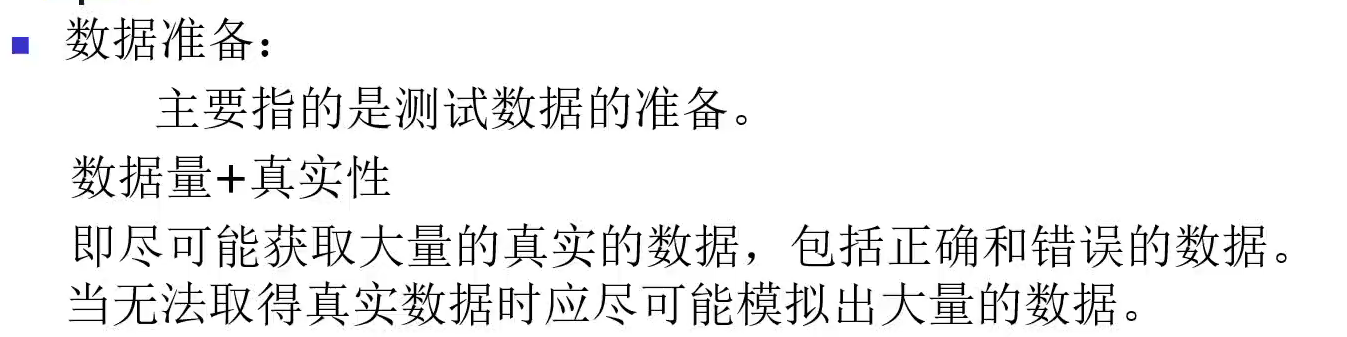 数据准备：
主要指的是测试数据的准备。
数据量+真实性
即尽可能获取大量的真实的数据，包括正确和错误的数据。
当无法取得真实数据时应尽可能模拟出大量的数据。